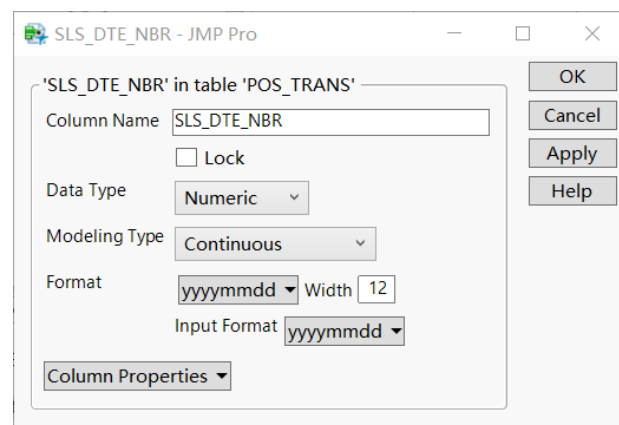 SLS_DTE_NBR - JMP Pro
'SLS_DTE_NBR' in table 'POS_TRANS'
OK
Column Name SLS_DTE_NBR
Cancel
Lock
Apply
Data Type Numeric
Help
Modeling Type Continuous
Format yyyymmdd Width 12
Input Format yyyymmdd
Column Properties